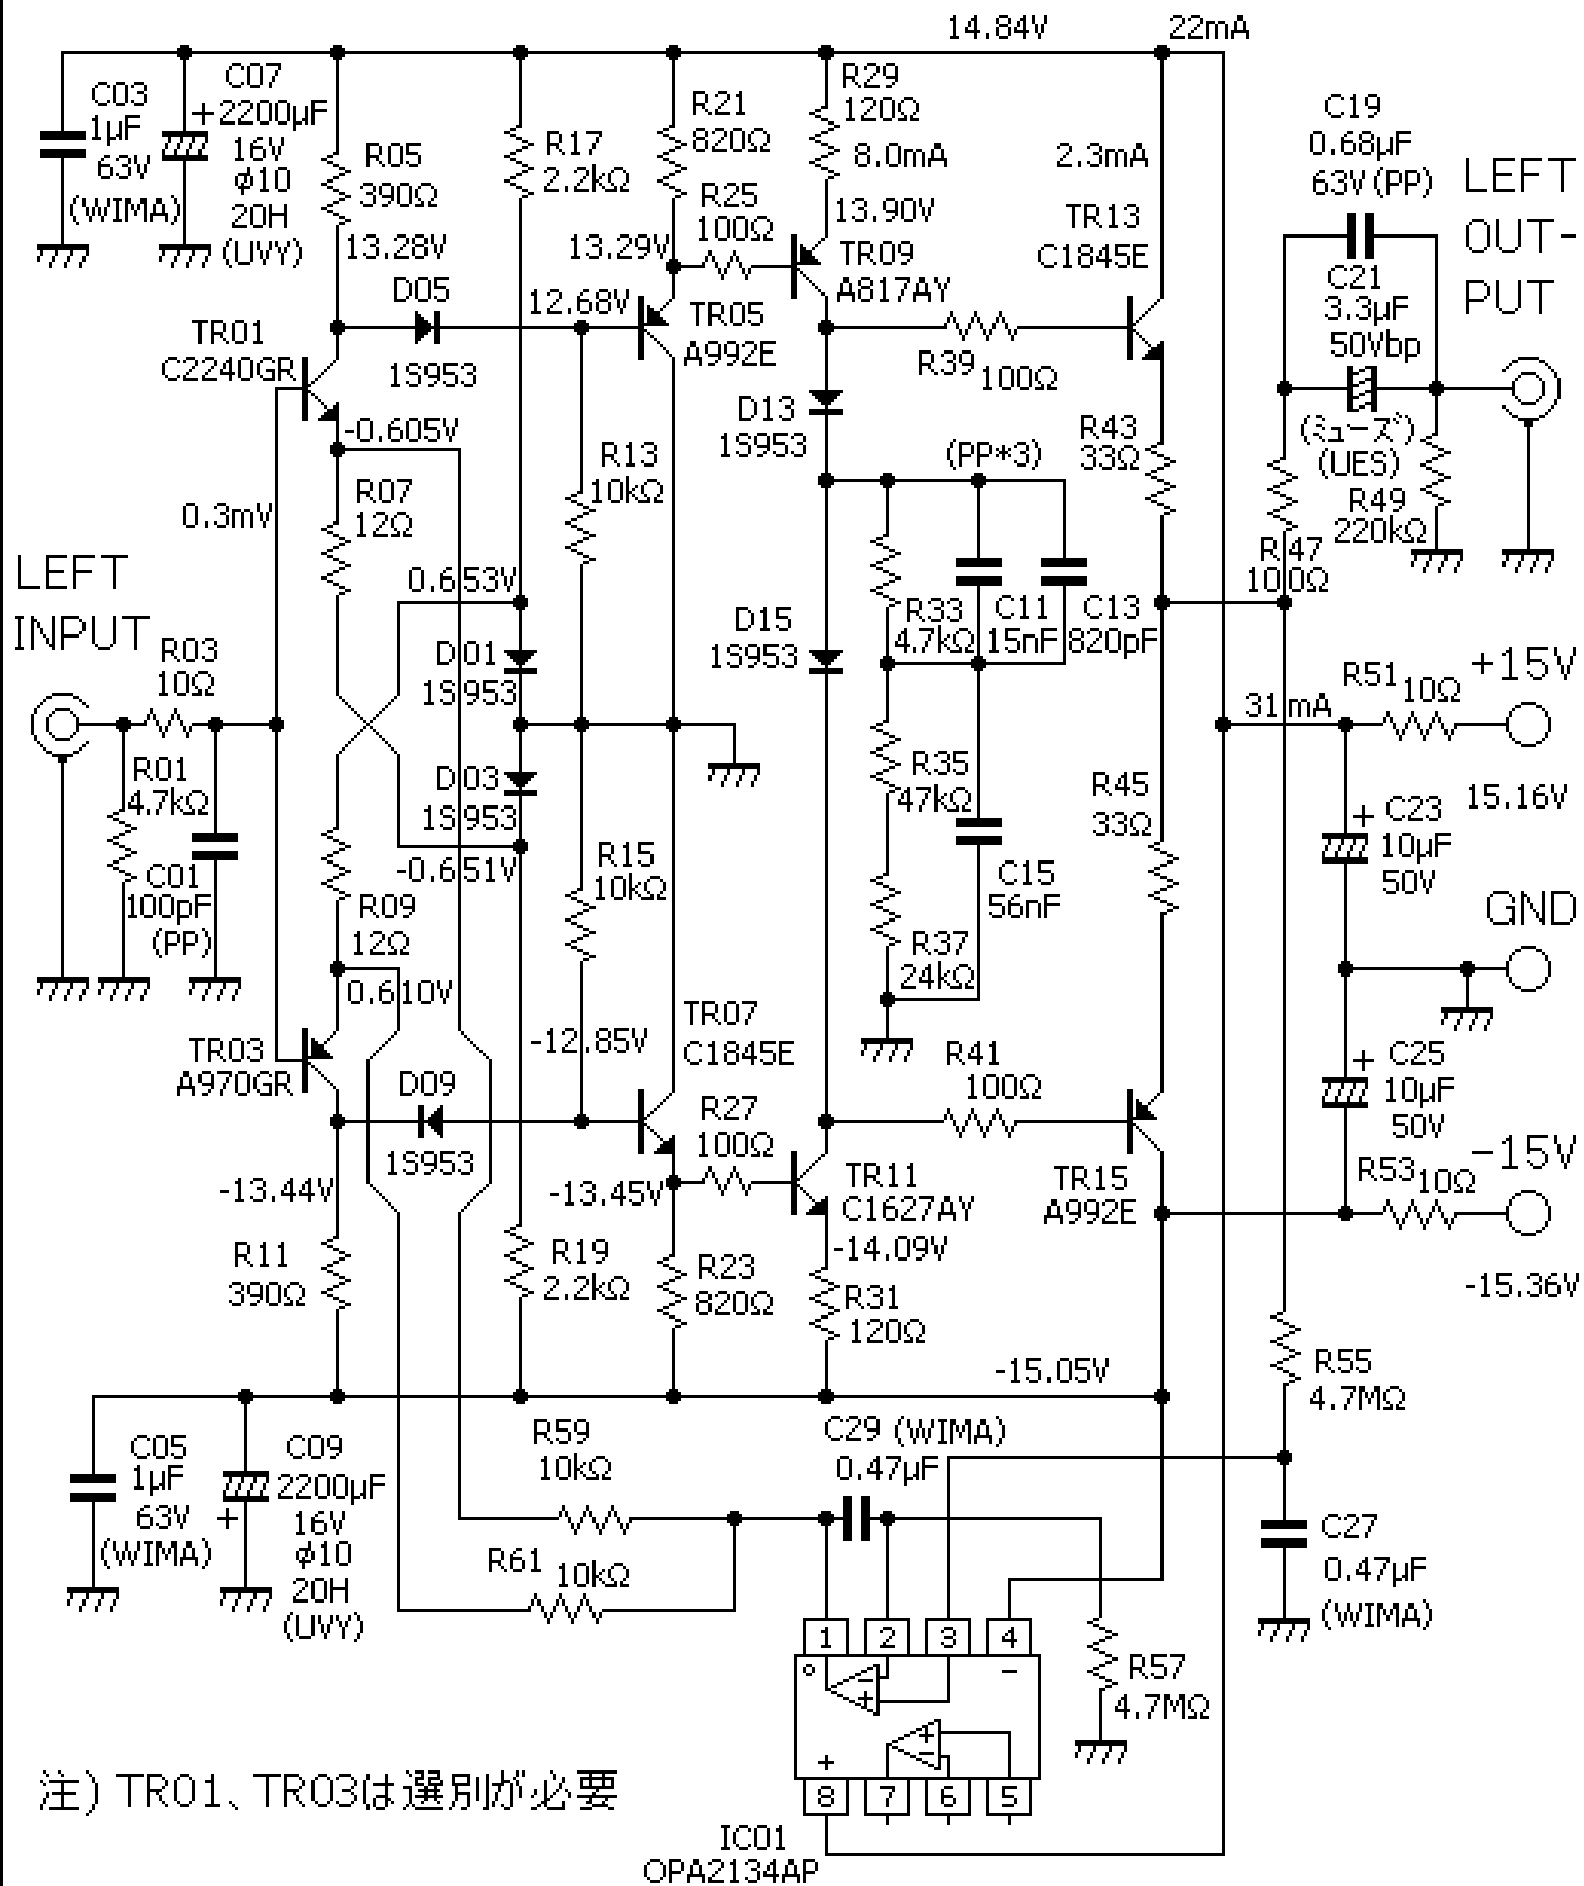 14.84V
22mA
C03
1µF
63V
(WIMA)
C07
+
2200µF
16V
φ10
20H
(UVY)
R05
390Ω
13.28V
R17
2.2kΩ
R21
820Ω
R25
100Ω
13.29V
R29
120Ω
8.0mA
13.90V
TR09
A817AY
2.3mA
TR13
C1845E
C19
0.68µF
63V(PP)
LEFT
OUT-
PUT
C21
3.3µF
50Vbp
(ミューズ)
(UES)
R49
220kΩ
D05
1S953
12.68V
TR05
A992E
TR01
C2240GR
-0.605V
R39
100Ω
D13
1S953
(PP*3)
R43
33Ω
R13
10kΩ
R07
12Ω
0.3mV
R47
100Ω
LEFT
INPUT
0.653V
R03
10Ω
D01
1S953
D15
1S953
R33
4.7kΩ
C11
15nF
C13
820pF
R51
10Ω
+15V
31mA
15.16V
R01
4.7kΩ
D03
1S953
R35
47kΩ
R45
33Ω
+
C23
10µF
50V
C01
100pF
(PP)
-0.651V
R15
10kΩ
R09
12Ω
C15
56nF
R37
24kΩ
GND
0.610V
TR03
A970GR
-12.85V
TR07
C1845E
D09
1S953
R41
100Ω
+
C25
10µF
50V
R27
100Ω
-13.44V
-13.45V
TR11
C1627AY
-14.09V
TR15
A992E
R53
10Ω
-15V
-15.36V
R11
390Ω
R19
2.2kΩ
R23
820Ω
R31
120Ω
-15.05V
R55
4.7MΩ
C05
1µF
63V
(WIMA)
C09
2200µF
+
16V
φ10
20H
(UVY)
R59
10kΩ
C29 (WIMA)
0.47µF
R61
10kΩ
C27
0.47µF
(WIMA)
1
2
3
4
-
+
-
R57
4.7MΩ
+
-
+
8
7
6
5
IC01
OPA2134AP
注) TR01、TR03は選別が必要